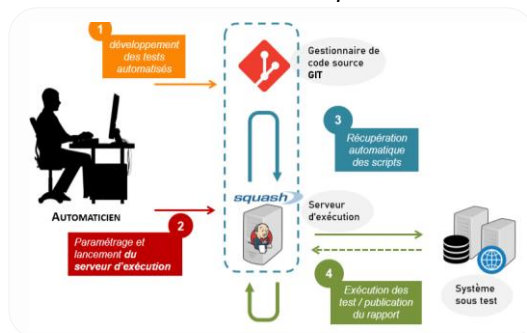 1
développement
des tests
automatisés
Gestionnaire de
code source
GIT
3
Récupération
automatique
des scripts
squash
Serveur
d'exécution
AUTOMATICIEN
2
Paramétrage et
lancement du
serveur d'exécution
4
Exécution des
test / publication
du rapport
Système
sous test